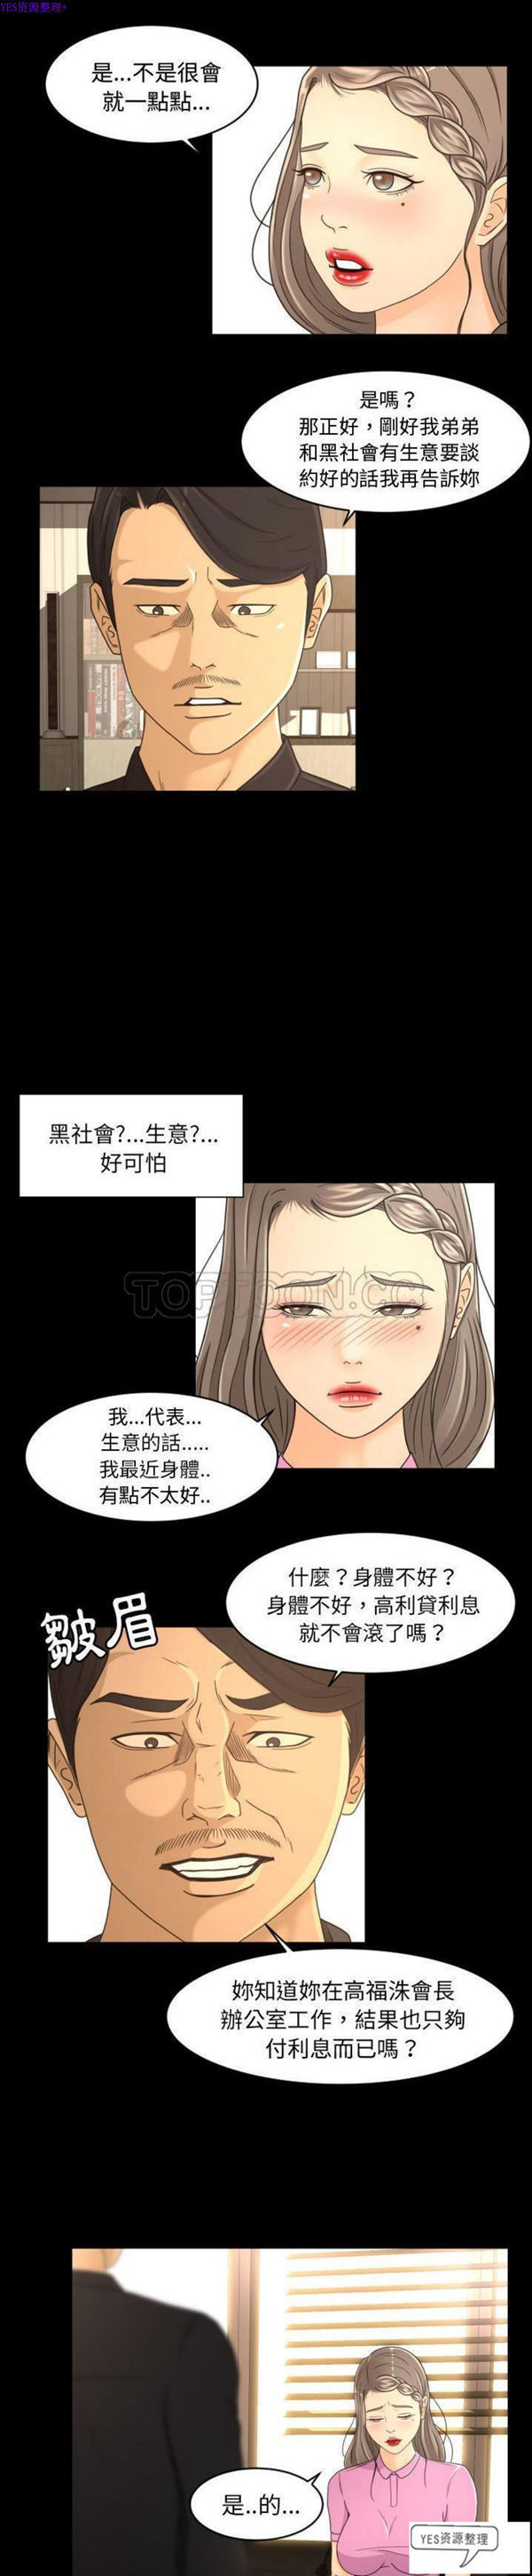 YES资源整理+
是...不是很會
就一點點...
是嗎？
那正好，剛好我弟弟
和黑社會有生意要談
約好的話我再告訴妳
黑社會?...生意?...
好可怕
TOPTOON.CO
我...代表...
生意的話.....
我最近身體..
有點不太好..
什麼？身體不好？
身體不好，高利貸利息
就不會滾了嗎？
皺眉
妳知道妳在高福洙會長
辦公室工作，結果也只夠
付利息而已嗎？
是..的...
YES资源整理